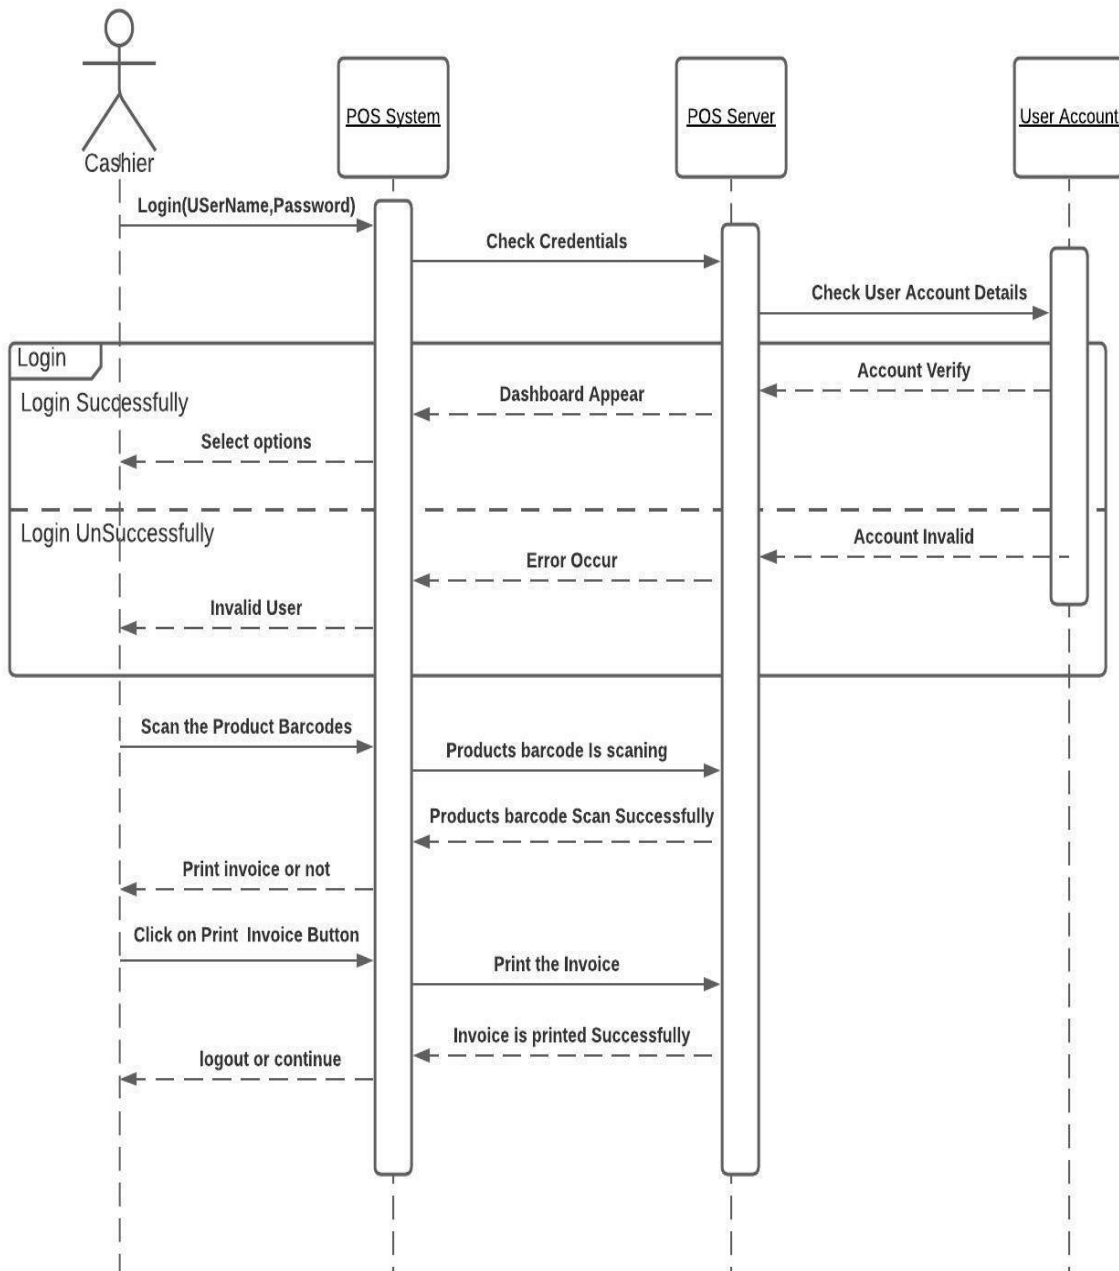 Cashier
POS System
POS Server
User Account
Login(USerName,Password)
Check Credentials
Check User Account Details
Login
Account Verify
Dashboard Appear
Login Successfully
Select options
Login UnSuccessfully
Account Invalid
Error Occur
Invalid User
Scan the Product Barcodes
Products barcode Is scaning
Products barcode Scan Successfully
Print invoice or not
Click on Print  Invoice Button
Print the Invoice
Invoice is printed Successfully
logout or continue